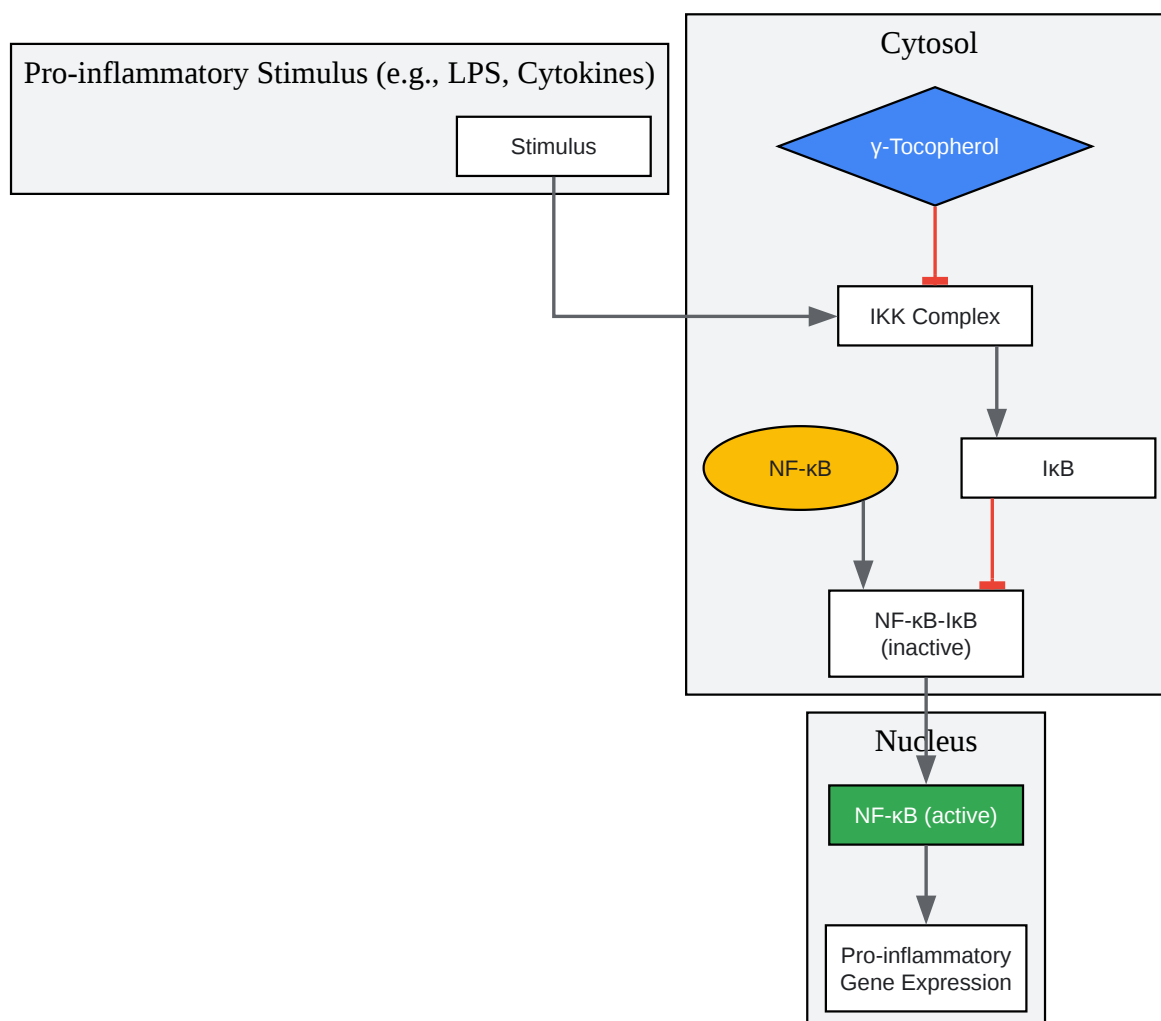 Cytosol
Pro-inflammatory Stimulus (e.g., LPS, Cytokines)
Stimulus
γ-Tocopherol
IKK Complex
NF-κB
IκB
NF-κB-IκB
(inactive)
Nucleus
NF-κB (active)
Pro-inflammatory
Gene Expression